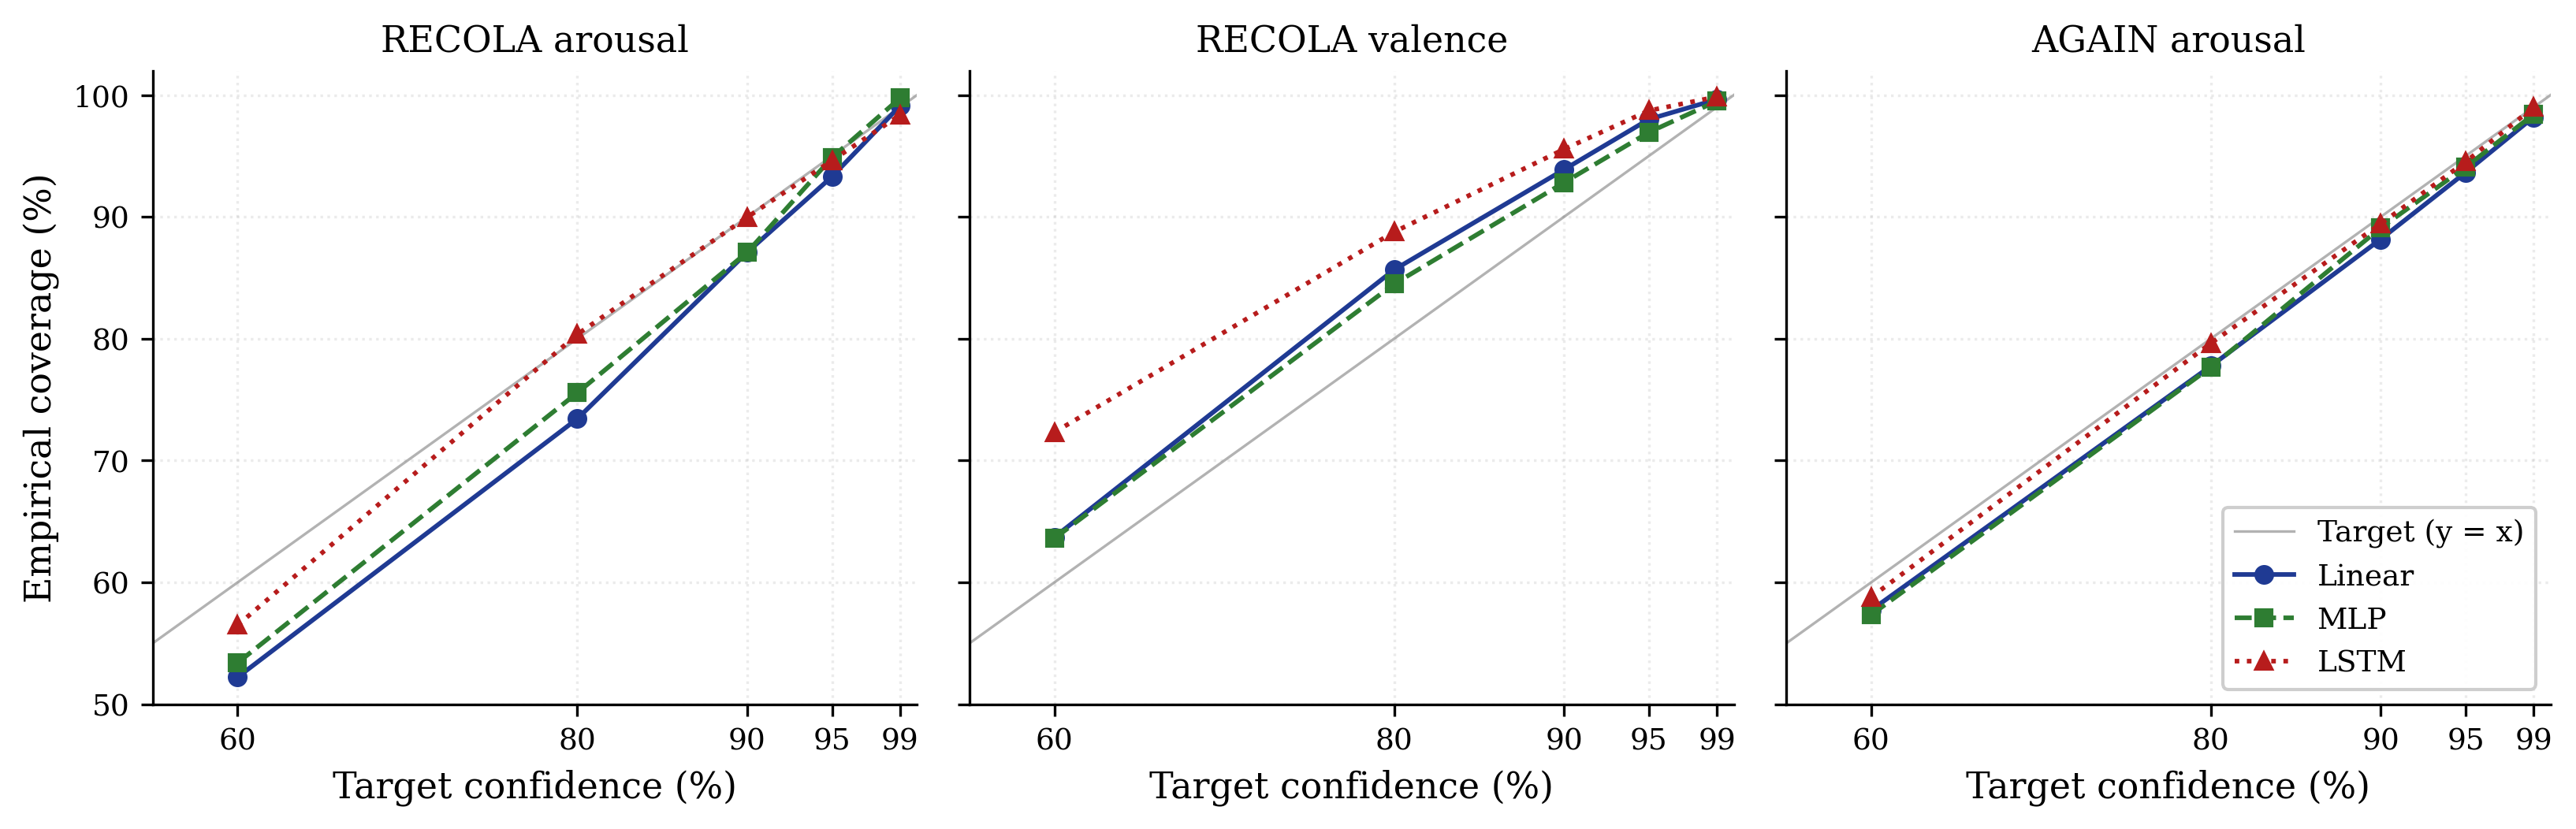 RECOLA arousal
RECOLA valence
AGAIN arousal
Empirical coverage (%)
100
90
80
70
60
50
60 80 90 95 99
60 80 90 95 99
60 80 90 95 99
Target confidence (%)
Target confidence (%)
Target confidence (%)
Target (y = x)
Linear
MLP
LSTM